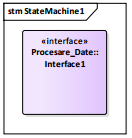 stm StateMachine1
«interface»
Procesare_Date::
Interface1